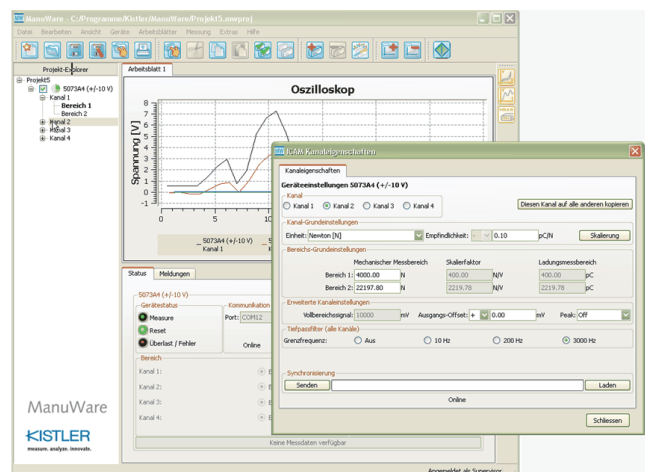 ManuWare - C:/Programme/Kistler/ManuWare/Projekt5.mwproj
Datei Bearbeiten Ansicht Geräte Arbeitsblätter Messung Extras Hilfe
Projekt-Explorer
Projekt5
5073A4 (+/-10 V)
Kanal 1
Bereich 1
Bereich 2
Kanal 2
Kanal 3
Kanal 4
ManuWare
KISTLER
measure. analyze. innovate.
Arbeitsblatt 1
Oszilloskop
Spannung [V]
8
7
6
5
4
3
2
1
0
-1
0 5 10
5073A4 (+/-10 V)
Kanal 1
Status Meldungen
5073A4 (+/-10 V)
Gerätestatus
Measure
Reset
Überlast / Fehler
Kommunikation
Port: COM12
Online
Bereich
Kanal 1:
Kanal 2:
Kanal 3:
Kanal 4:
Keine Messdaten verfügbar
Angemeldet als Supervisor
ICAM Kanaleigenschaften
Kanaleigenschaften
Geräteeinstellungen 5073A4 (+/-10 V)
Kanal
Kanal 1 Kanal 2 Kanal 3 Kanal 4 Diesen Kanal auf alle anderen kopieren
Kanal-Grundeinstellungen
Einheit: Newton [N] Empfindlichkeit: - 0.10 pC/N Skalierung
Bereichs-Grundeinstellungen
Mechanischer Messbereich Skalierfaktor Ladungsmessbereich
Bereich 1: 4000.00 N 400.00 N/V 400.00 pC
Bereich 2: 22197.80 N 2219.78 N/V 2219.78 pC
Erweiterte Kanaleinstellungen
Vollbereichssignal: 10000 mV Ausgangs-Offset: + 0.00 mV Peak: Off
Tiefpassfilter (alle Kanäle)
Grenzfrequenz: Aus 10 Hz 200 Hz 3000 Hz
Synchronisierung
Senden Laden
Online
Schliessen